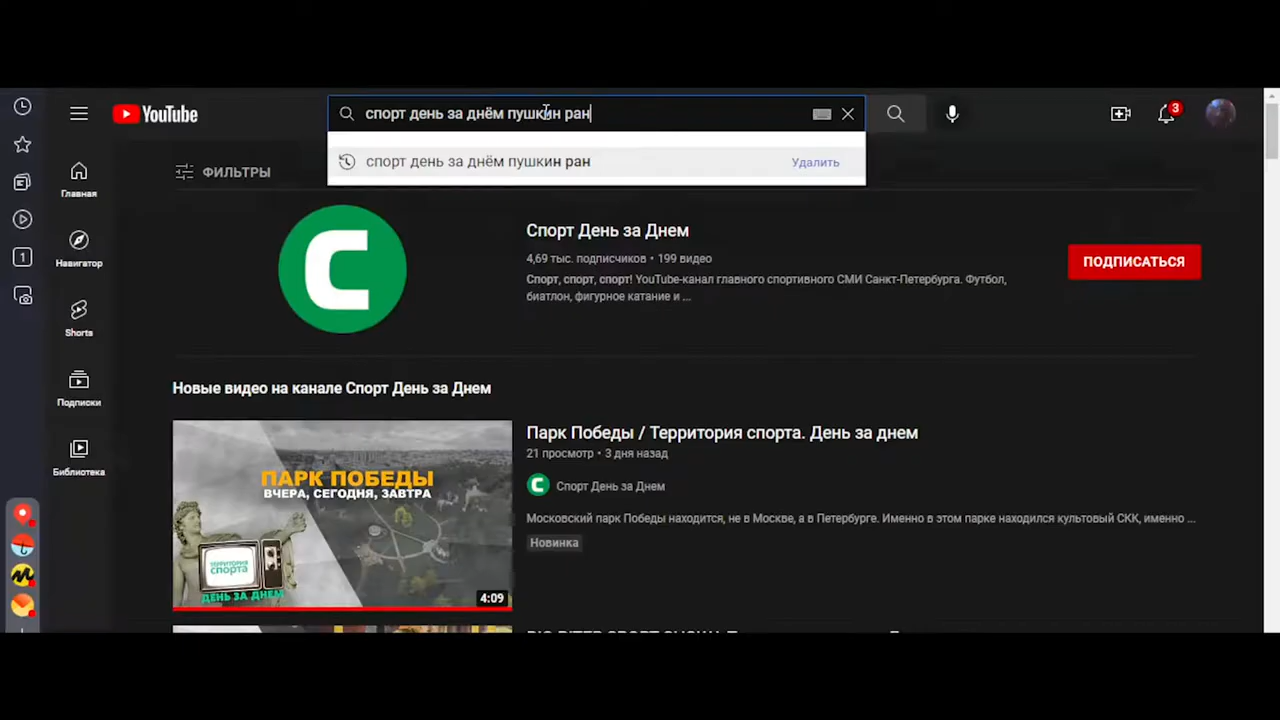 YouTube
спорт день за днём пушкин ран
3
спорт день за днём пушкин ран
Удалить
1
Главная
Навигатор
Shorts
Подписки
Библиотека
ФИЛЬТРЫ
С
Спорт День за Днем
4,69 тыс. подписчиков • 199 видео
Спорт, спорт, спорт! YouTube-канал главного спортивного СМИ Санкт-Петербурга. Футбол,
биатлон, фигурное катание и ...
ПОДПИСАТЬСЯ
Новые видео на канале Спорт День за Днем
ПАРК ПОБЕДЫ
ВЧЕРА, СЕГОДНЯ, ЗАВТРА
ТЕРРИТОРИЯ
спорта
ДЕНЬ ЗА ДНЕМ
4:09
Парк Победы / Территория спорта. День за днем
21 просмотр • 3 дня назад
С
Спорт День за Днем
Московский парк Победы находится, не в Москве, а в Петербурге. Именно в этом парке находился культовый СКК, именно ...
Новинка